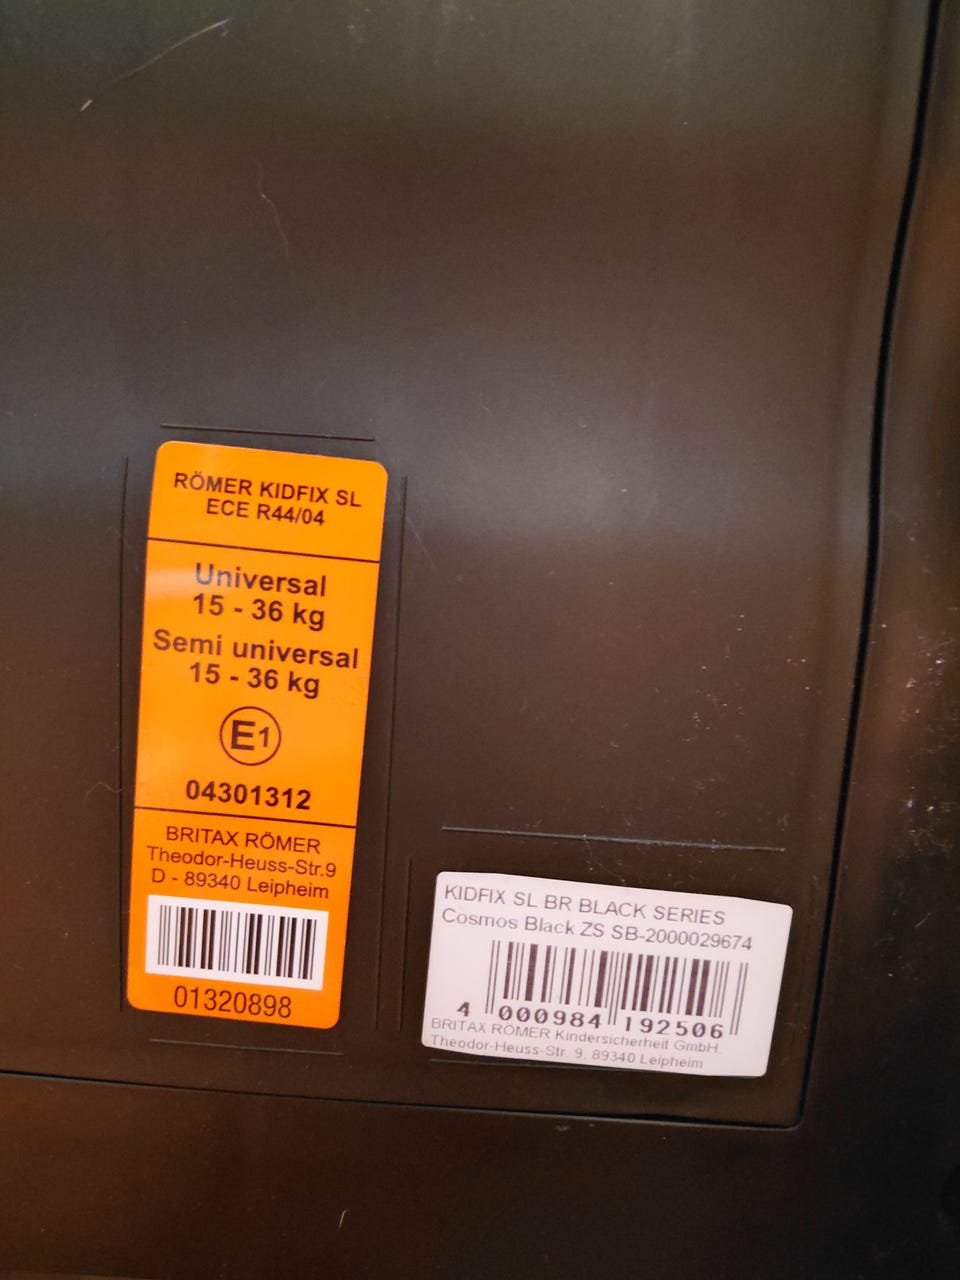 RÖMER KIDFIX SL
ECE R44/04
Universal
15 - 36 kg
Semi universal
15 - 36 kg
E1
04301312
BRITAX RÖMER
Theodor-Heuss-Str.9
D - 89340 Leipheim
01320898
KIDFIX SL BR BLACK SERIES
Cosmos Black ZS SB-2000029674
4 000984 192506
BRITAX RÖMER Kindersicherheit GmbH.
Theodor-Heuss-Str. 9, 89340 Leipheim